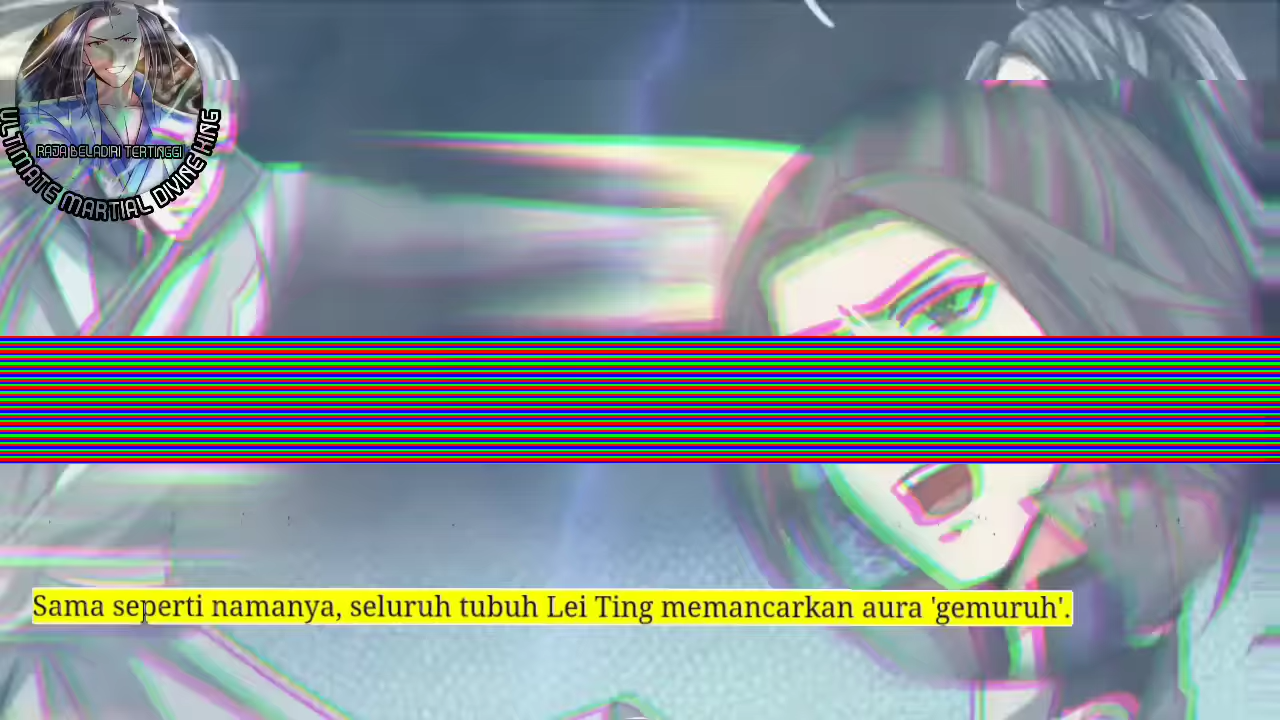 RAJA BELADIRI TERTINGGI
ULTIMATE MARTIAL DIVINE KING
Sama seperti namanya, seluruh tubuh Lei Ting memancarkan aura 'gemuruh'.